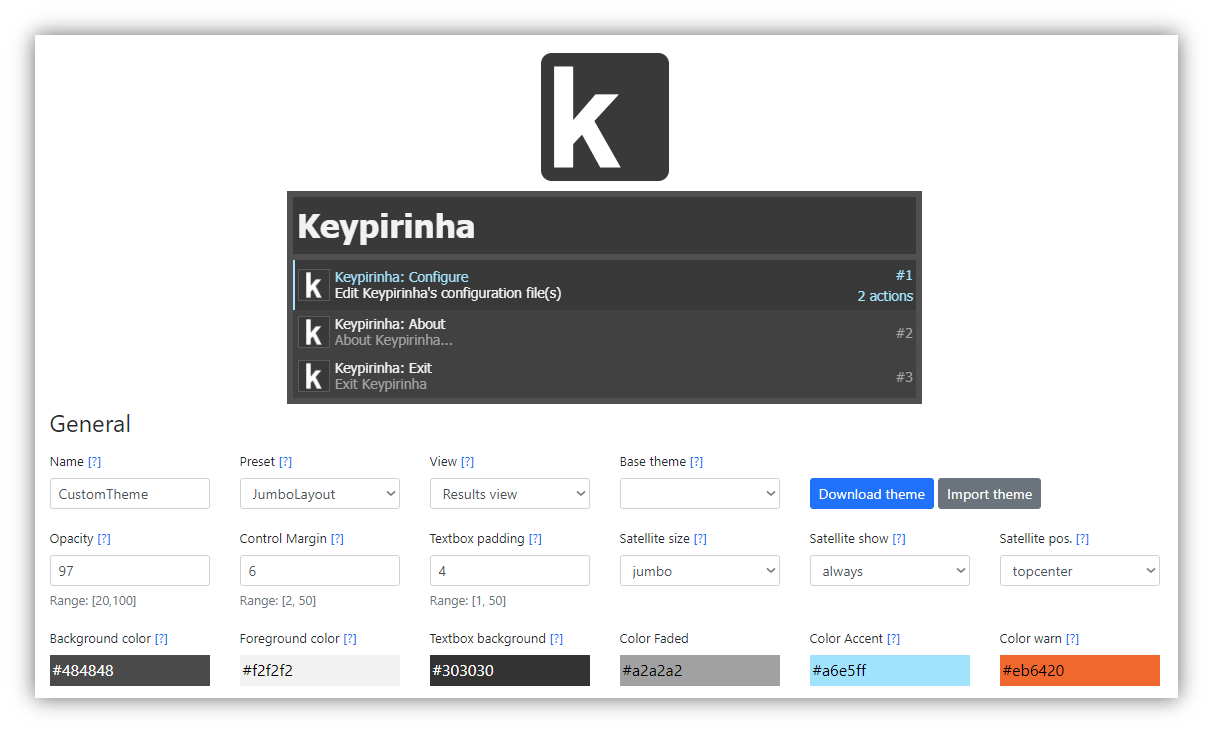 k
Keypirinha
k
Keypirinha: Configure
#1
Edit Keypirinha's configuration file(s)
2 actions
k
Keypirinha: About
About Keypirinha...
#2
k
Keypirinha: Exit
Exit Keypirinha
#3
General
Name [?] Preset [?] View [?] Base theme [?]
CustomTheme JumboLayout Results view Download theme Import theme
Opacity [?] Control Margin [?] Textbox padding [?] Satellite size [?] Satellite show [?] Satellite pos. [?]
97 6 4 jumbo always topcenter
Range: [20,100] Range: [2, 50] Range: [1, 50]
Background color [?] Foreground color [?] Textbox background [?] Color Faded Color Accent [?] Color warn [?]
#484848 #f2f2f2 #303030 #a2a2a2 #a6e5ff #eb6420